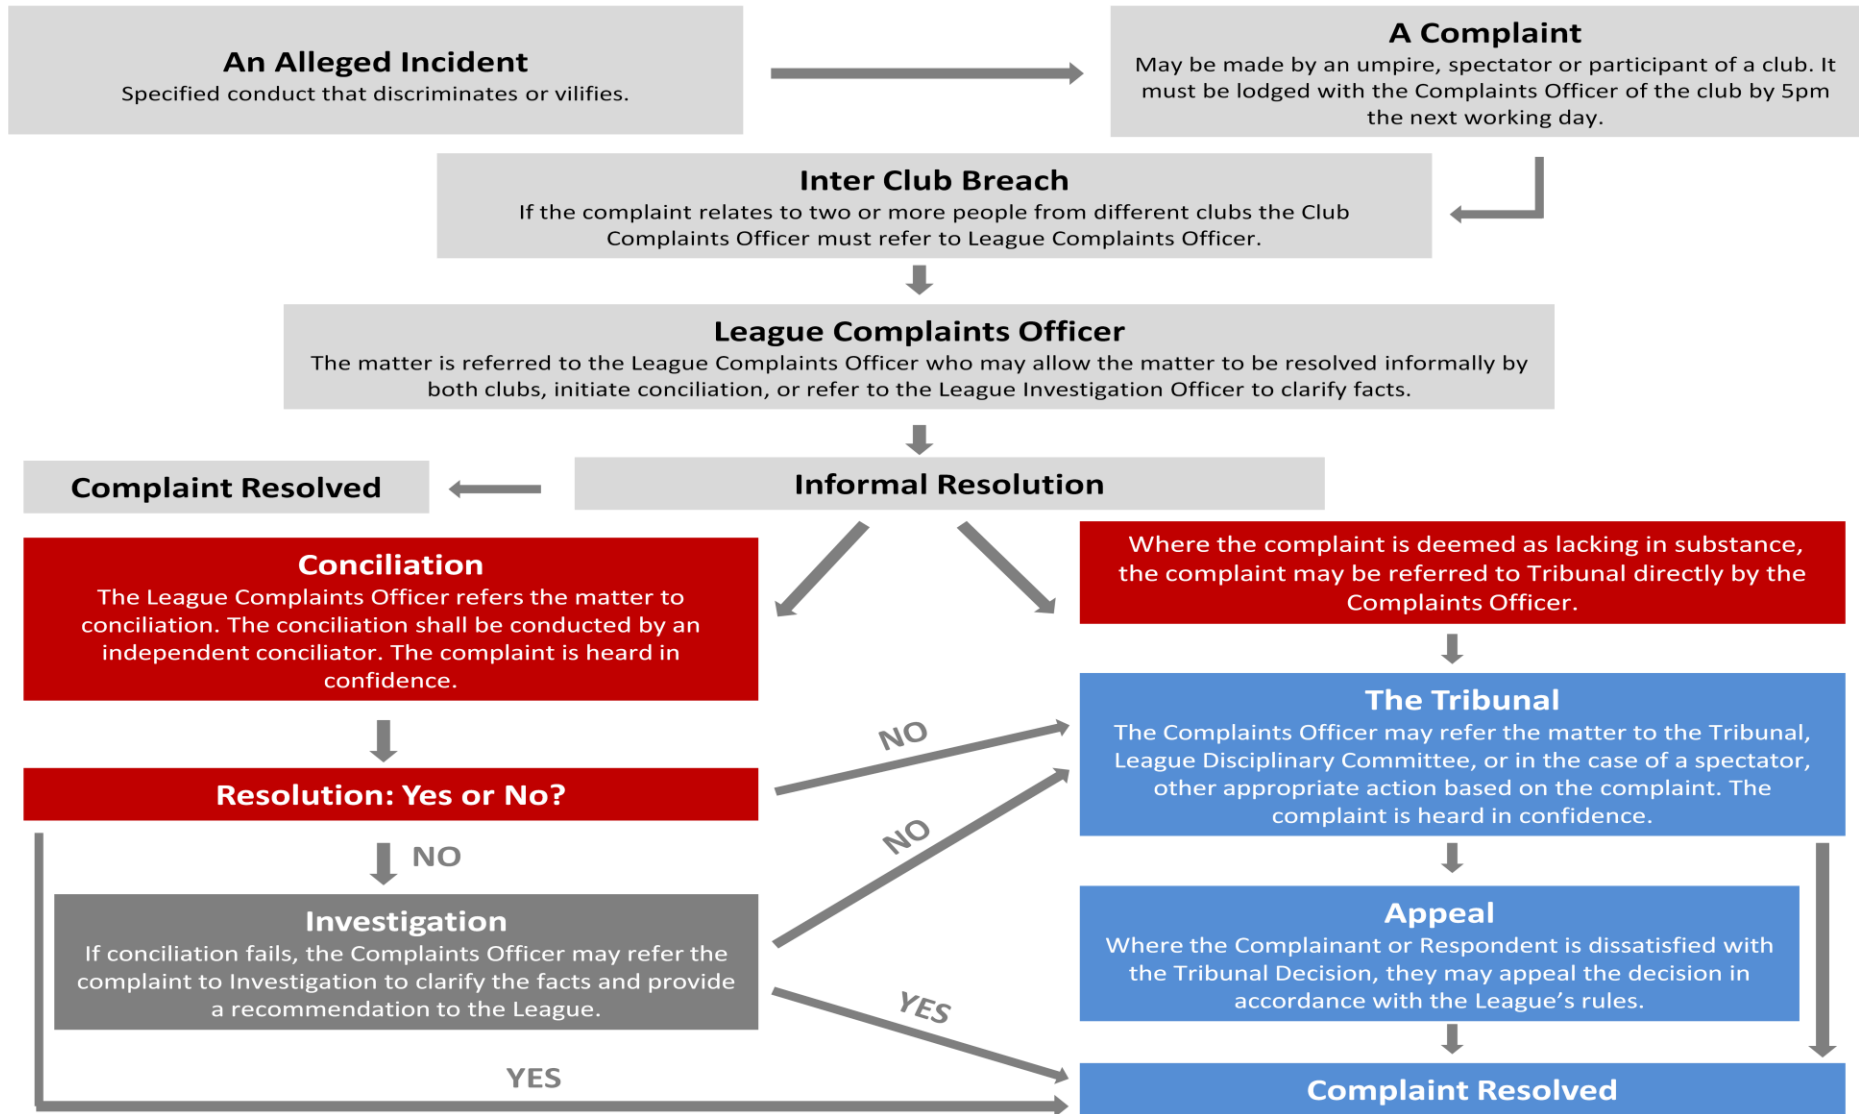 An Alleged Incident
Specified conduct that discriminates or vilifies.
A Complaint
May be made by an umpire, spectator or participant of a club. It
must be lodged with the Complaints Officer of the club by 5pm
the next working day.
Inter Club Breach
If the complaint relates to two or more people from different clubs the Club
Complaints Officer must refer to League Complaints Officer.
League Complaints Officer
The matter is referred to the League Complaints Officer who may allow the matter to be resolved informally by
both clubs, initiate conciliation, or refer to the League Investigation Officer to clarify facts.
Complaint Resolved
Informal Resolution
Conciliation
The League Complaints Officer refers the matter to
conciliation. The conciliation shall be conducted by an
independent conciliator. The complaint is heard in
confidence.
Where the complaint is deemed as lacking in substance,
the complaint may be referred to Tribunal directly by the
Complaints Officer.
The Tribunal
The Complaints Officer may refer the matter to the Tribunal,
League Disciplinary Committee, or in the case of a spectator,
other appropriate action based on the complaint. The
complaint is heard in confidence.
NO
Resolution: Yes or No?
NO
NO
Investigation
If conciliation fails, the Complaints Officer may refer the
complaint to Investigation to clarify the facts and provide
a recommendation to the League.
Appeal
Where the Complainant or Respondent is dissatisfied with
the Tribunal Decision, they may appeal the decision in
accordance with the League's rules.
YES
YES
Complaint Resolved